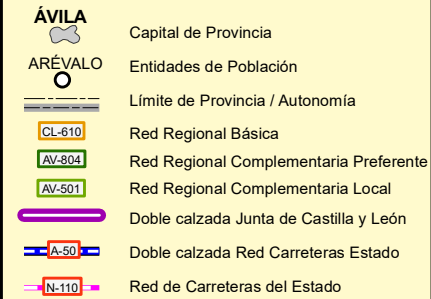 ÁVILA
Capital de Provincia
ARÉVALO
Entidades de Población
Límite de Provincia / Autonomía
CL-610 Red Regional Básica
AV-804 Red Regional Complementaria Preferente
AV-501 Red Regional Complementaria Local
Doble calzada Junta de Castilla y León
A-50 Doble calzada Red Carreteras Estado
N-110 Red de Carreteras del Estado